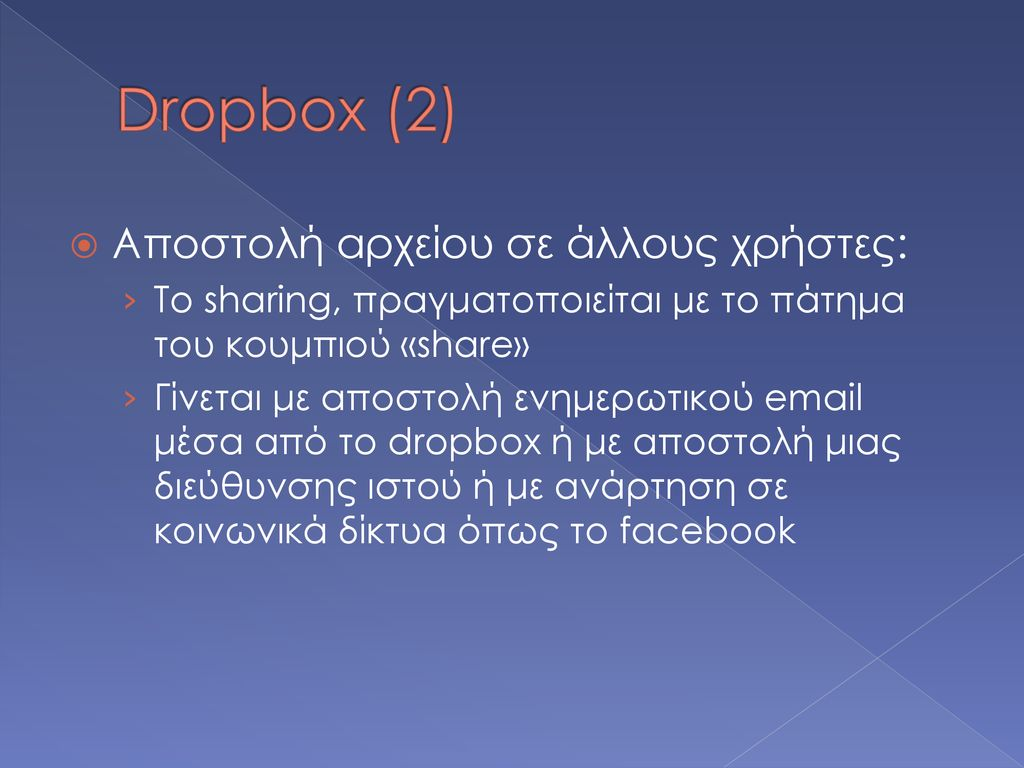 Dropbox (2)
Αποστολή αρχείου σε άλλους χρήστες:
› Το sharing, πραγματοποιείται με το πάτημα
του κουμπιού «share»
› Γίνεται με αποστολή ενημερωτικού email
μέσα από το dropbox ή με αποστολή μιας
διεύθυνσης ιστού ή με ανάρτηση σε
κοινωνικά δίκτυα όπως το facebook